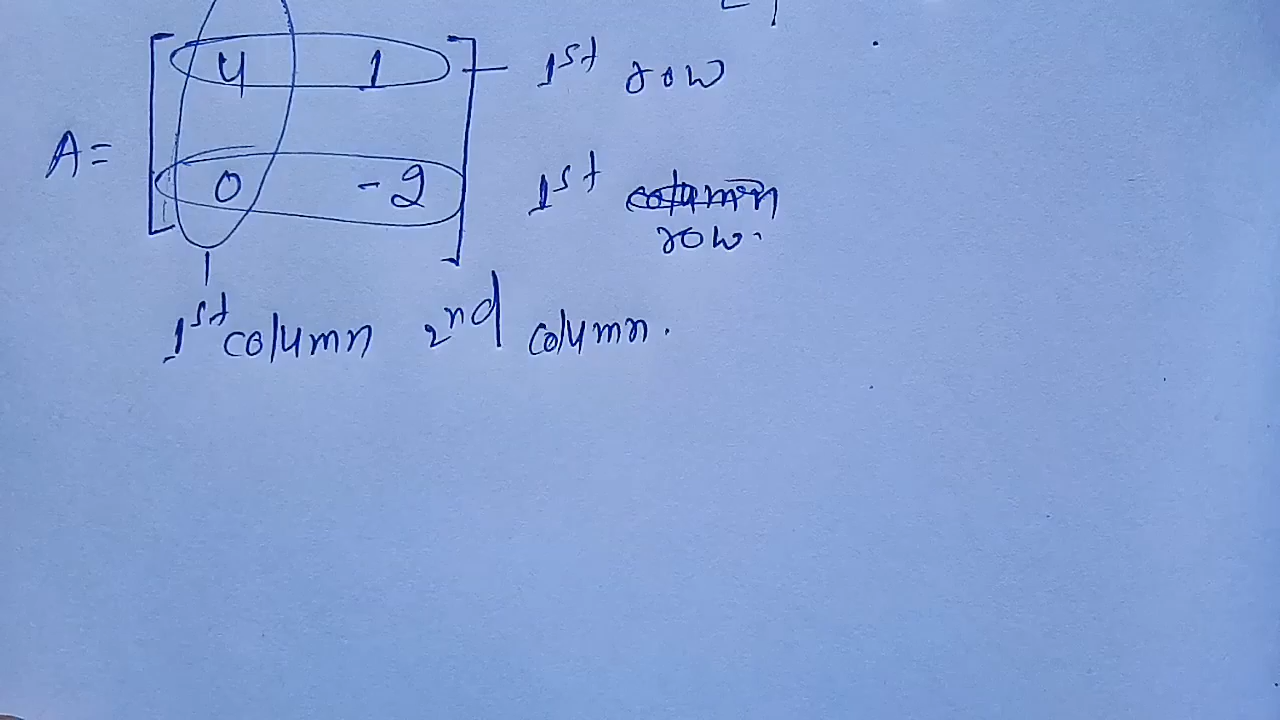 4 1 1st row
A=
0 -2 1st column
row.
1st column 2nd column.